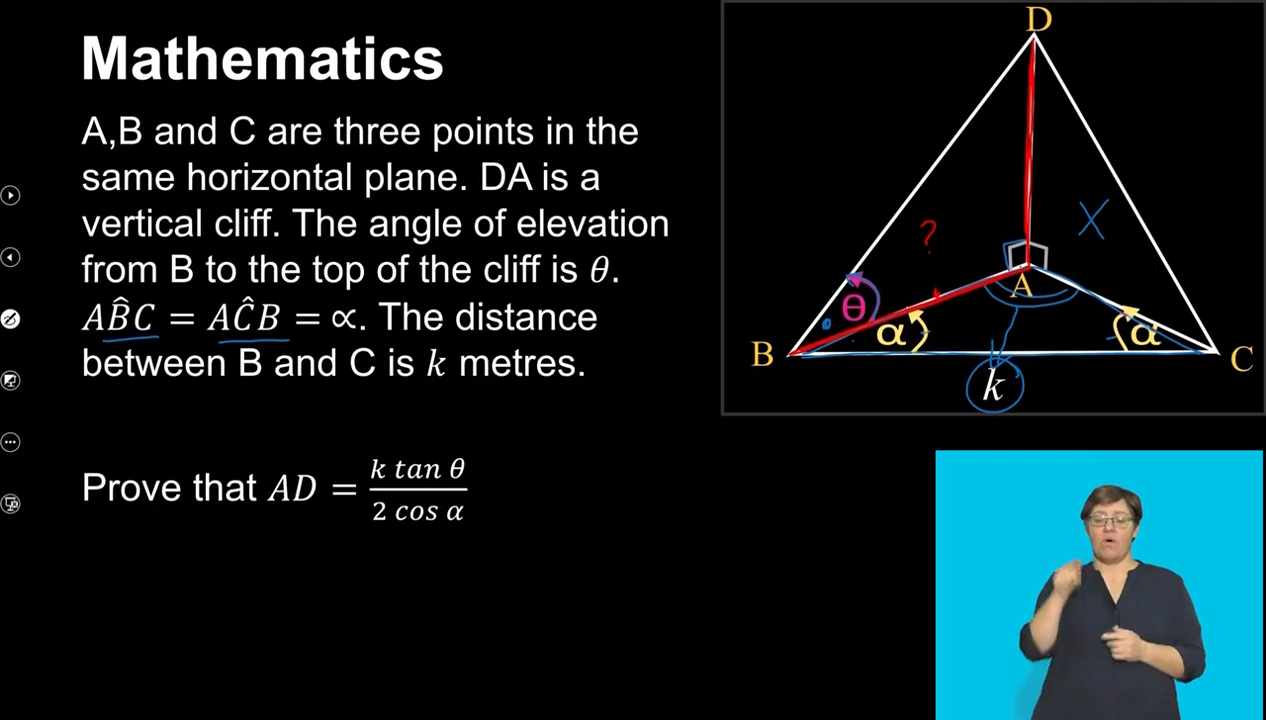 Mathematics
A,B and C are three points in the
same horizontal plane. DA is a
vertical cliff. The angle of elevation
from B to the top of the cliff is θ.
AB̂C = AĈB = ∝. The distance
between B and C is k metres.
Prove that AD = k tan θ / 2 cos α
D
?
X
A
θ
α
α
B
C
k